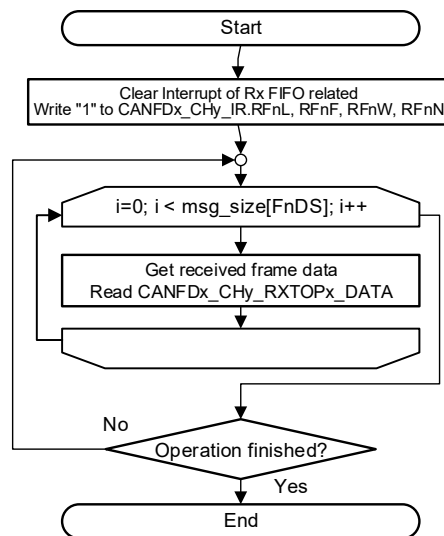 Start
Clear Interrupt of Rx FIFO related
Write "1" to CANFDx_CHy_IR.RFnL, RFnF, RFnW, RFnN
i=0; i < msg_size[FnDS]; i++
Get received frame data
Read CANFDx_CHy_RXTOPx_DATA
No
Operation finished?
Yes
End